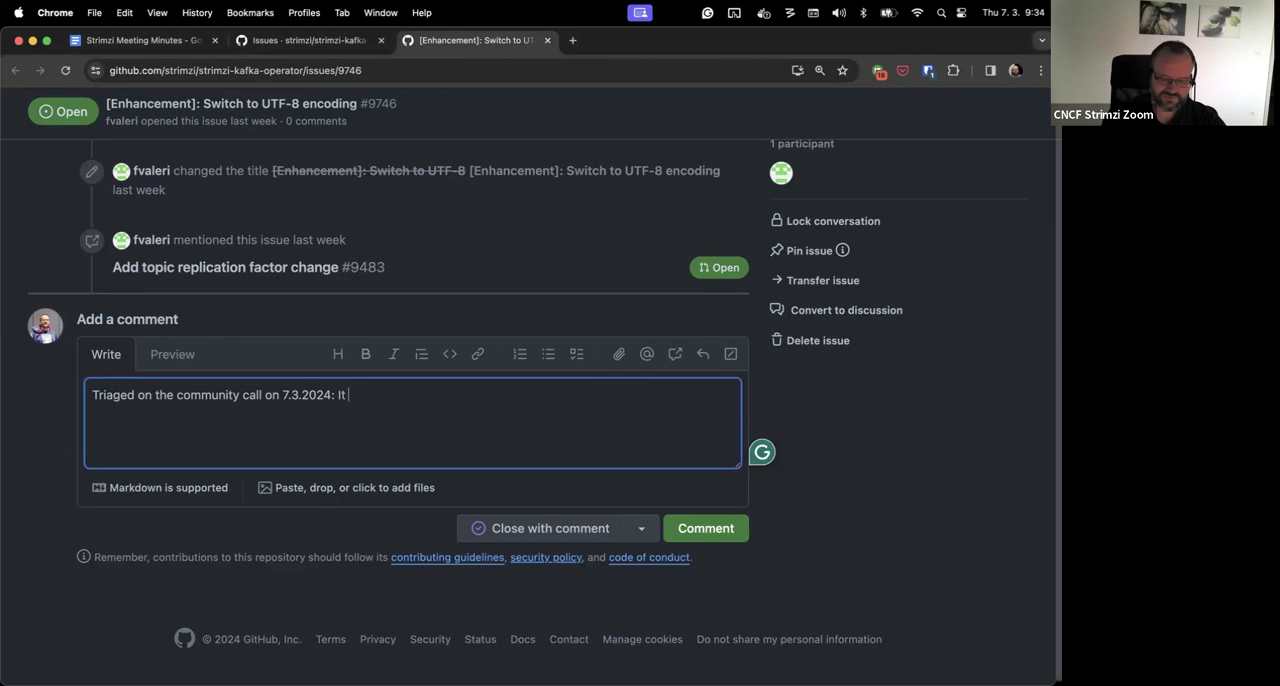 Chrome File Edit View History Bookmarks Profiles Tab Window Help Thu 7. 3. 9:34
Strimzi Meeting Minutes - Go Issues · strimzi/strimzi-kafka- [Enhancement]: Switch to UT
github.com/strimzi/strimzi-kafka-operator/issues/9746
18
CNCF Strimzi Zoom
Open
[Enhancement]: Switch to UTF-8 encoding #9746
fvaleri opened this issue last week · 0 comments
fvaleri changed the title [Enhancement]: Switch to UTF-8 [Enhancement]: Switch to UTF-8 encoding
last week
fvaleri mentioned this issue last week
Add topic replication factor change #9483
Open
1 participant
Lock conversation
Pin issue
Transfer issue
Convert to discussion
Delete issue
Add a comment
Write Preview
Triaged on the community call on 7.3.2024: It
Markdown is supported
Paste, drop, or click to add files
Close with comment
Comment
Remember, contributions to this repository should follow its contributing guidelines, security policy, and code of conduct.
© 2024 GitHub, Inc. Terms Privacy Security Status Docs Contact Manage cookies Do not share my personal information